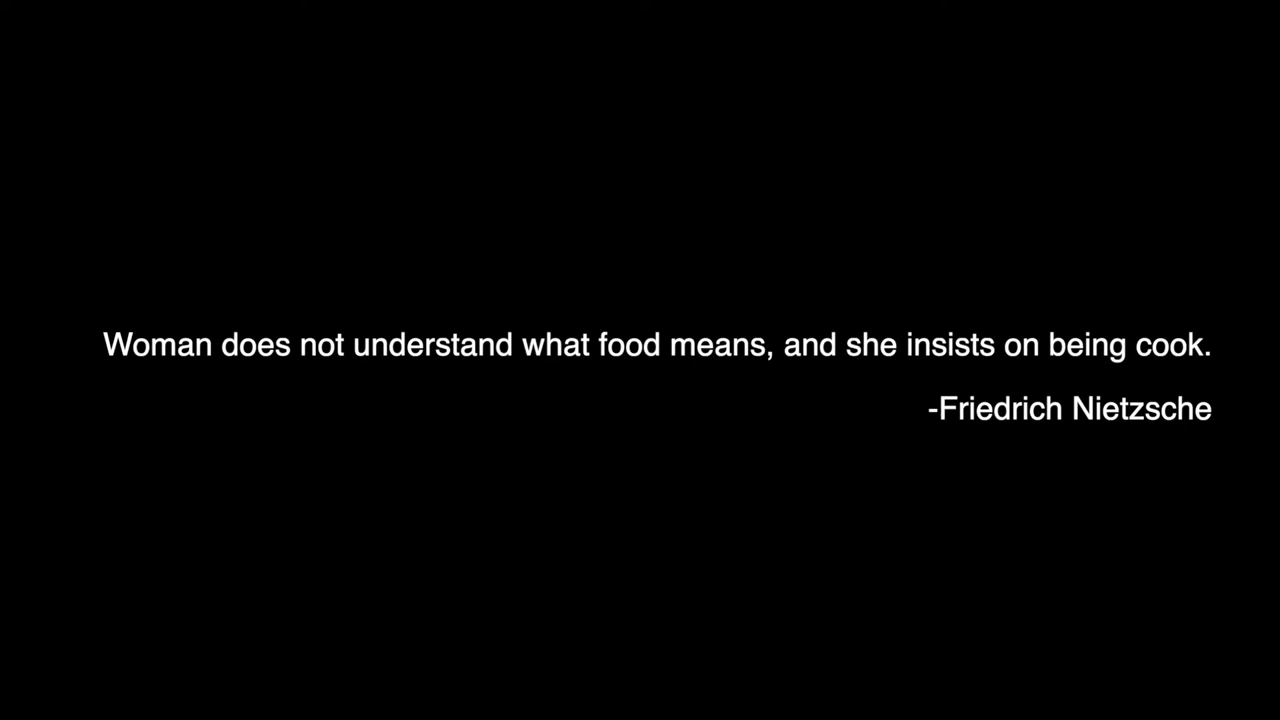 Woman does not understand what food means, and she insists on being cook.
-Friedrich Nietzsche